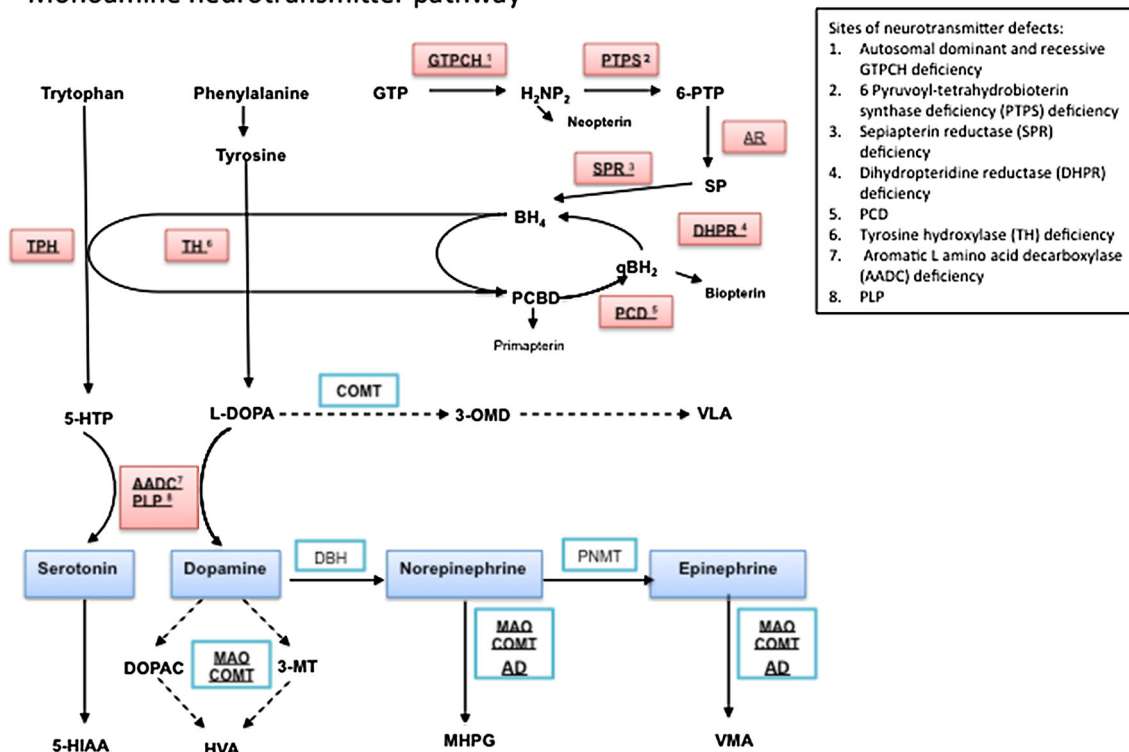 Monoamine neurotransmitter pathway
Sites of neurotransmitter defects:
1. Autosomal dominant and recessive
GTPCH deficiency
2. 6 Pyruvoyl-tetrahydrobioterin
synthase deficiency (PTPS) deficiency
3. Sepiapterin reductase (SPR)
deficiency
4. Dihydropteridine reductase (DHPR)
deficiency
5. PCD
6. Tyrosine hydroxylase (TH) deficiency
7. Aromatic L amino acid decarboxylase
(AADC) deficiency
8. PLP
GTPCH 1
PTPS 2
Trytophan
Phenylalanine
GTP
H2NP2
6-PTP
Neopterin
Tyrosine
AR
SPR 3
SP
BH4
TPH
TH 6
DHPR 4
qBH2
Biopterin
PCBD
PCD 5
Primapterin
COMT
5-HTP
L-DOPA
3-OMD
VLA
AADC7
PLP 8
DBH
PNMT
Serotonin
Dopamine
Norepinephrine
Epinephrine
MAO
COMT
AD
MAO
COMT
AD
DOPAC
MAO
COMT
3-MT
5-HIAA
HVA
MHPG
VMA